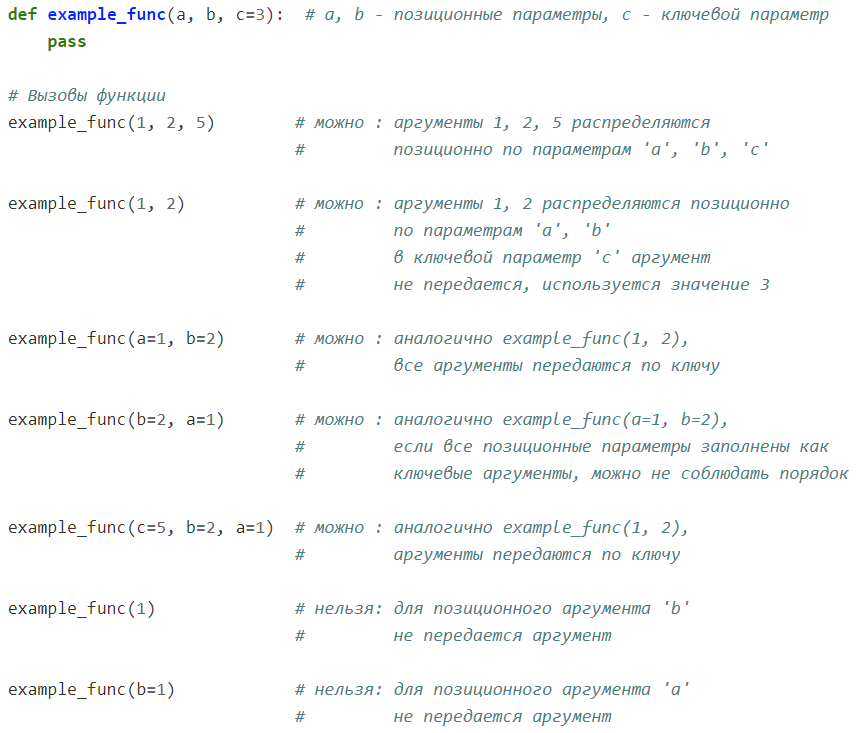 def example_func(a, b, c=3):  # a, b - позиционные параметры, c - ключевой параметр
    pass

# Вызовы функции
example_func(1, 2, 5)        # можно : аргументы 1, 2, 5 распределяются
                             #         позиционно по параметрам 'a', 'b', 'c'

example_func(1, 2)           # можно : аргументы 1, 2 распределяются позиционно
                             #         по параметрам 'a', 'b'
                             #         в ключевой параметр 'c' аргумент
                             #         не передается, используется значение 3

example_func(a=1, b=2)       # можно : аналогично example_func(1, 2),
                             #         все аргументы передаются по ключу

example_func(b=2, a=1)       # можно : аналогично example_func(a=1, b=2),
                             #         если все позиционные параметры заполнены как
                             #         ключевые аргументы, можно не соблюдать порядок

example_func(c=5, b=2, a=1)  # можно : аналогично example_func(1, 2),
                             #         аргументы передаются по ключу

example_func(1)              # нельзя: для позиционного аргумента 'b'
                             #         не передается аргумент

example_func(b=1)            # нельзя: для позиционного аргумента 'a'
                             #         не передается аргумент